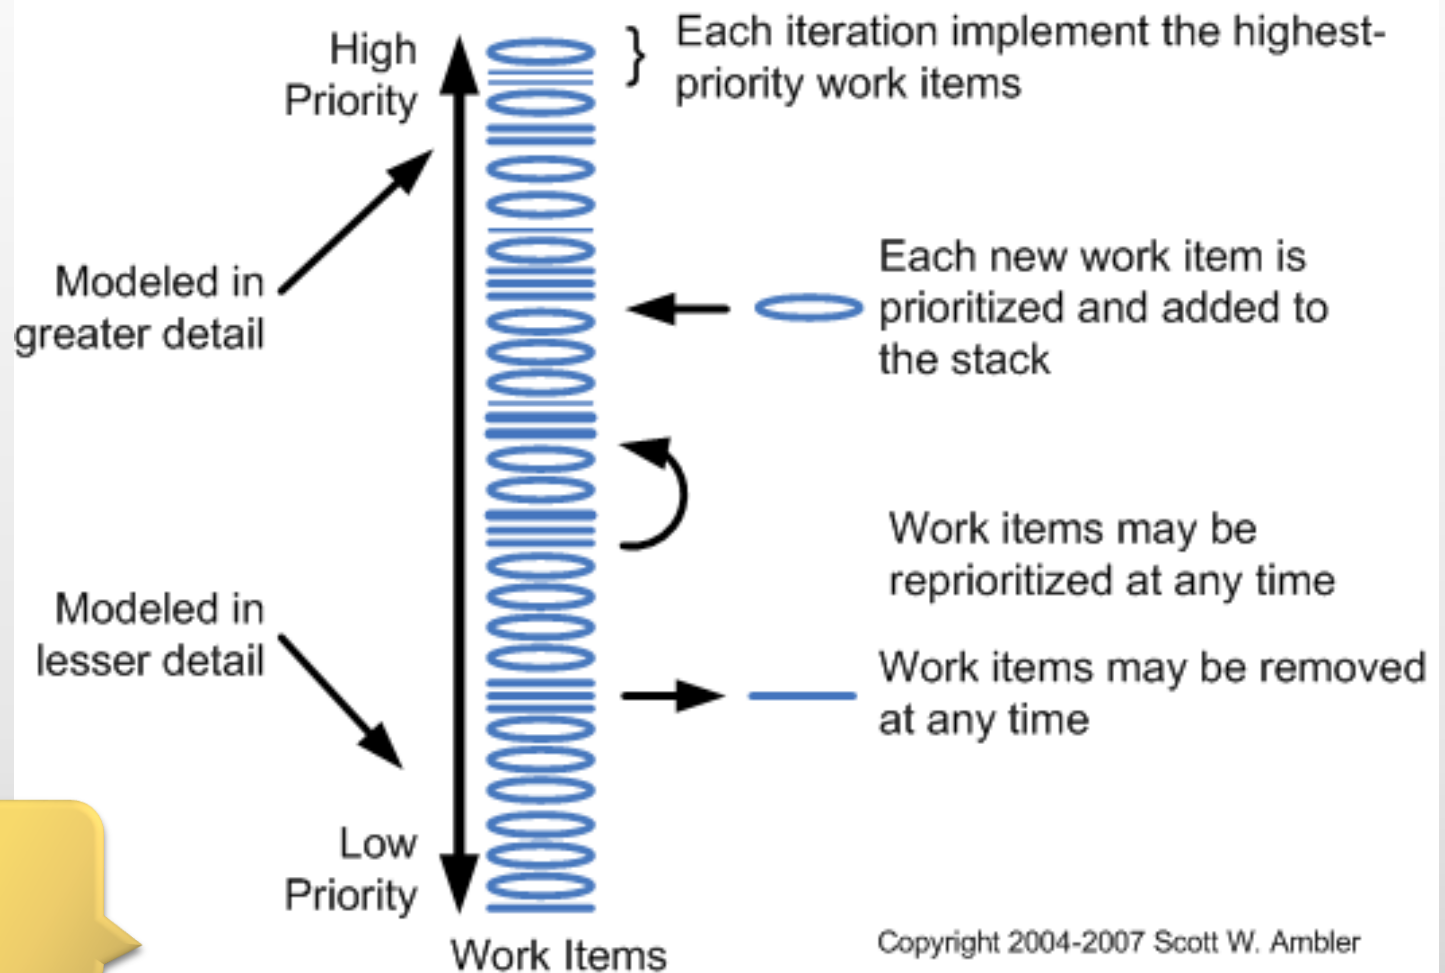 High
Priority
Each iteration implement the highest-
priority work items
Modeled in
greater detail
Each new work item is
prioritized and added to
the stack
Work items may be
reprioritized at any time
Modeled in
lesser detail
Work items may be removed
at any time
Low
Priority
Work Items
Copyright 2004-2007 Scott W. Ambler